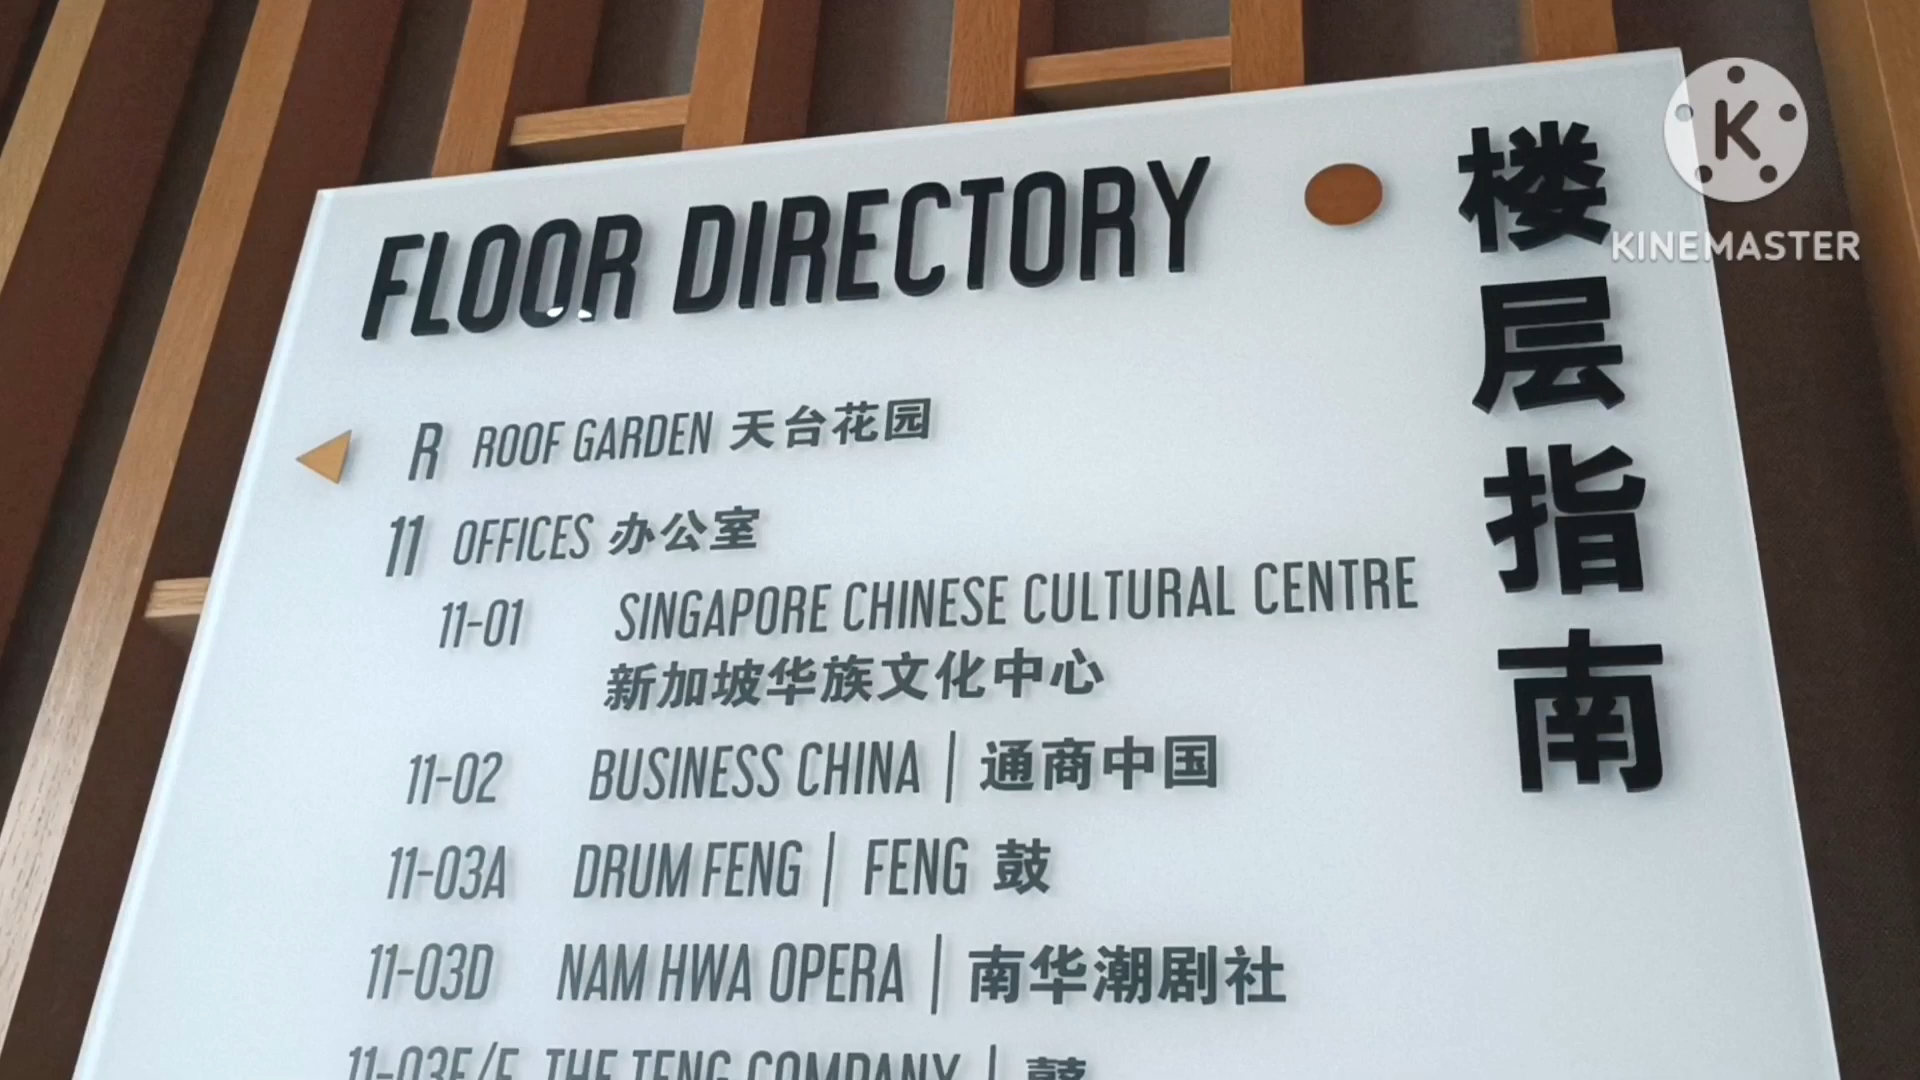 FLOOR DIRECTORY
楼层指南
K
KINEMASTER
R ROOF GARDEN 天台花园
11 OFFICES 办公室
11-01 SINGAPORE CHINESE CULTURAL CENTRE
新加坡华族文化中心
11-02 BUSINESS CHINA | 通商中国
11-03A DRUM FENG | FENG 鼓
11-03D NAM HWA OPERA | 南华潮剧社
THE TENG COMPANY |